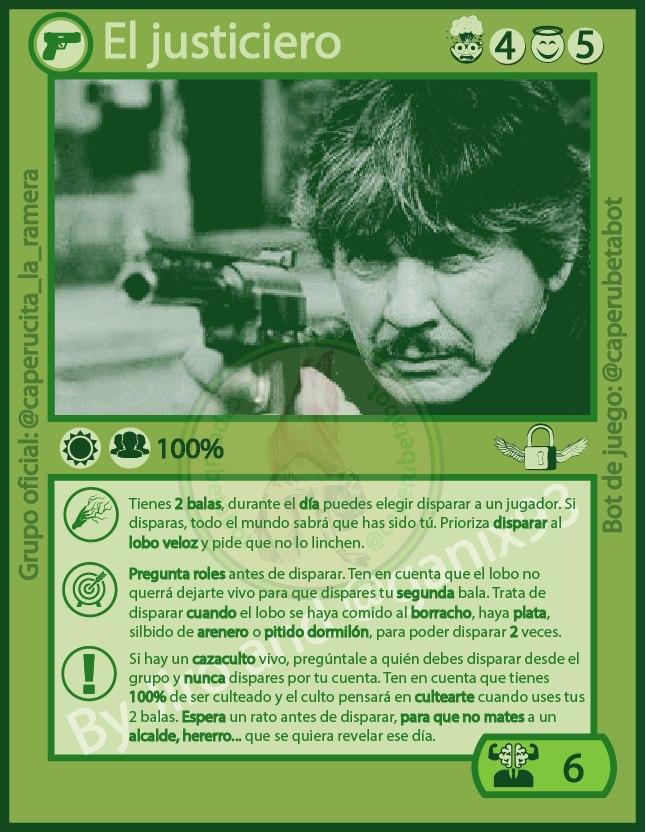 El justiciero
4
5
Grupo oficial: @caperucita_la_ramera
Bot de juego: @caperubetabot
100%
Tienes 2 balas, durante el día puedes elegir disparar a un jugador. Si
disparas, todo el mundo sabrá que has sido tú. Prioriza disparar al
lobo veloz y pide que no lo linchen.
Pregunta roles antes de disparar. Ten en cuenta que el lobo no
querrá dejarte vivo para que dispares tu segunda bala. Trata de
disparar cuando el lobo se haya comido al borracho, haya plata,
silbido de arenero o pitido dormilón, para poder disparar 2 veces.
Si hay un cazaculto vivo, pregúntale a quién debes disparar desde el
grupo y nunca dispares por tu cuenta. Ten en cuenta que tienes
100% de ser culteado y el culto pensará en cultearte cuando uses tus
2 balas. Espera un rato antes de disparar, para que no mates a un
alcalde, hererro... que se quiera revelar ese día.
6